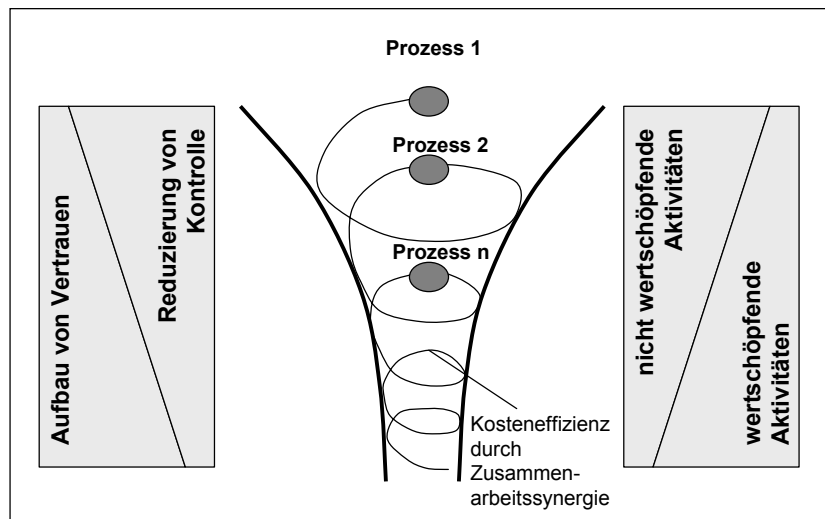 Prozess 1
Prozess 2
Prozess n
Aufbau von Vertrauen
Reduzierung von
Kontrolle
nicht wertschöpfende
Aktivitäten
wertschöpfende
Aktivitäten
Kosteneffizienz
durch
Zusammen-
arbeitssynergie